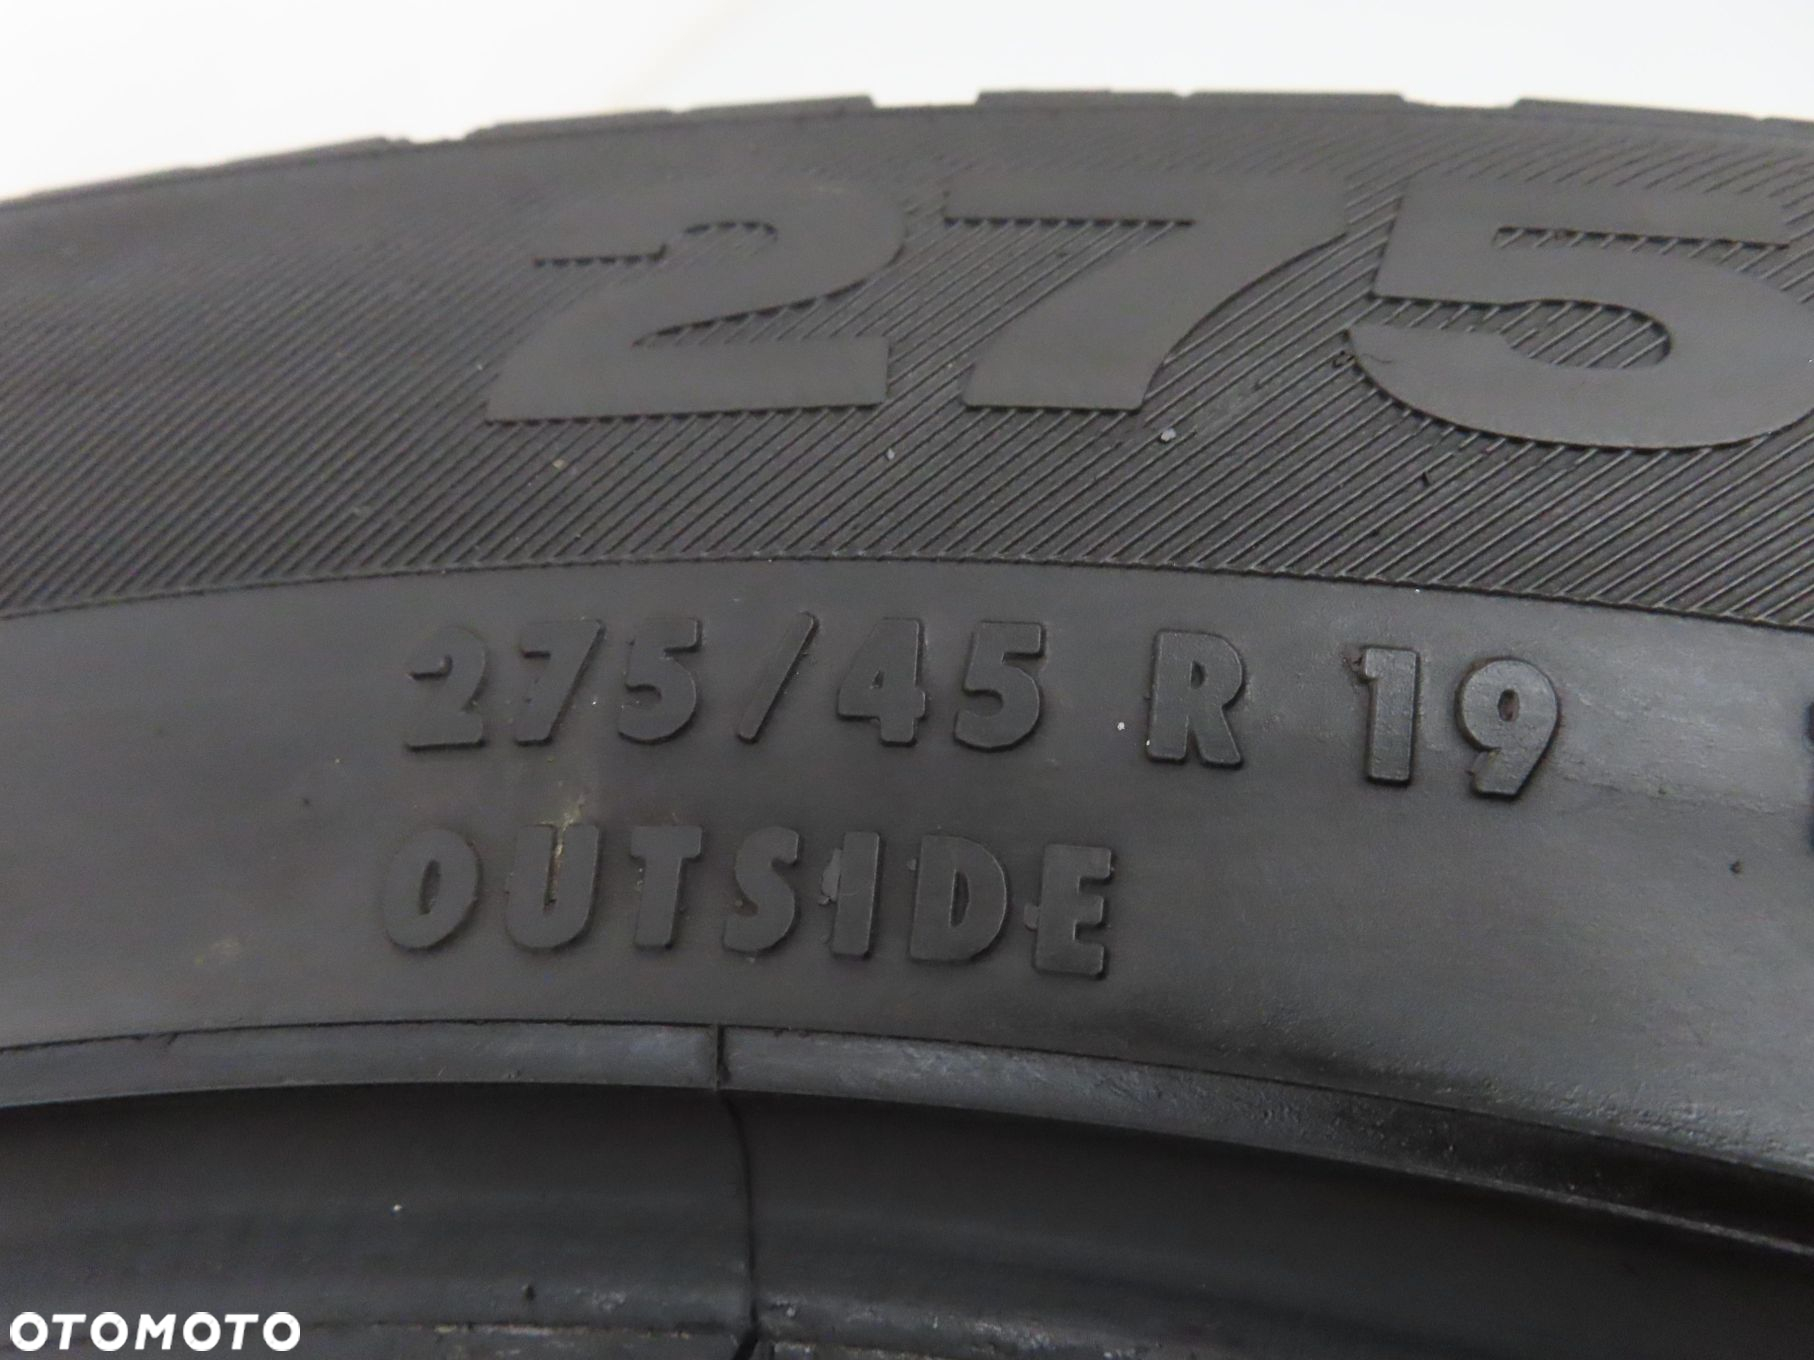 275
275/45 R 19
OUTSIDE
OTOMOTO